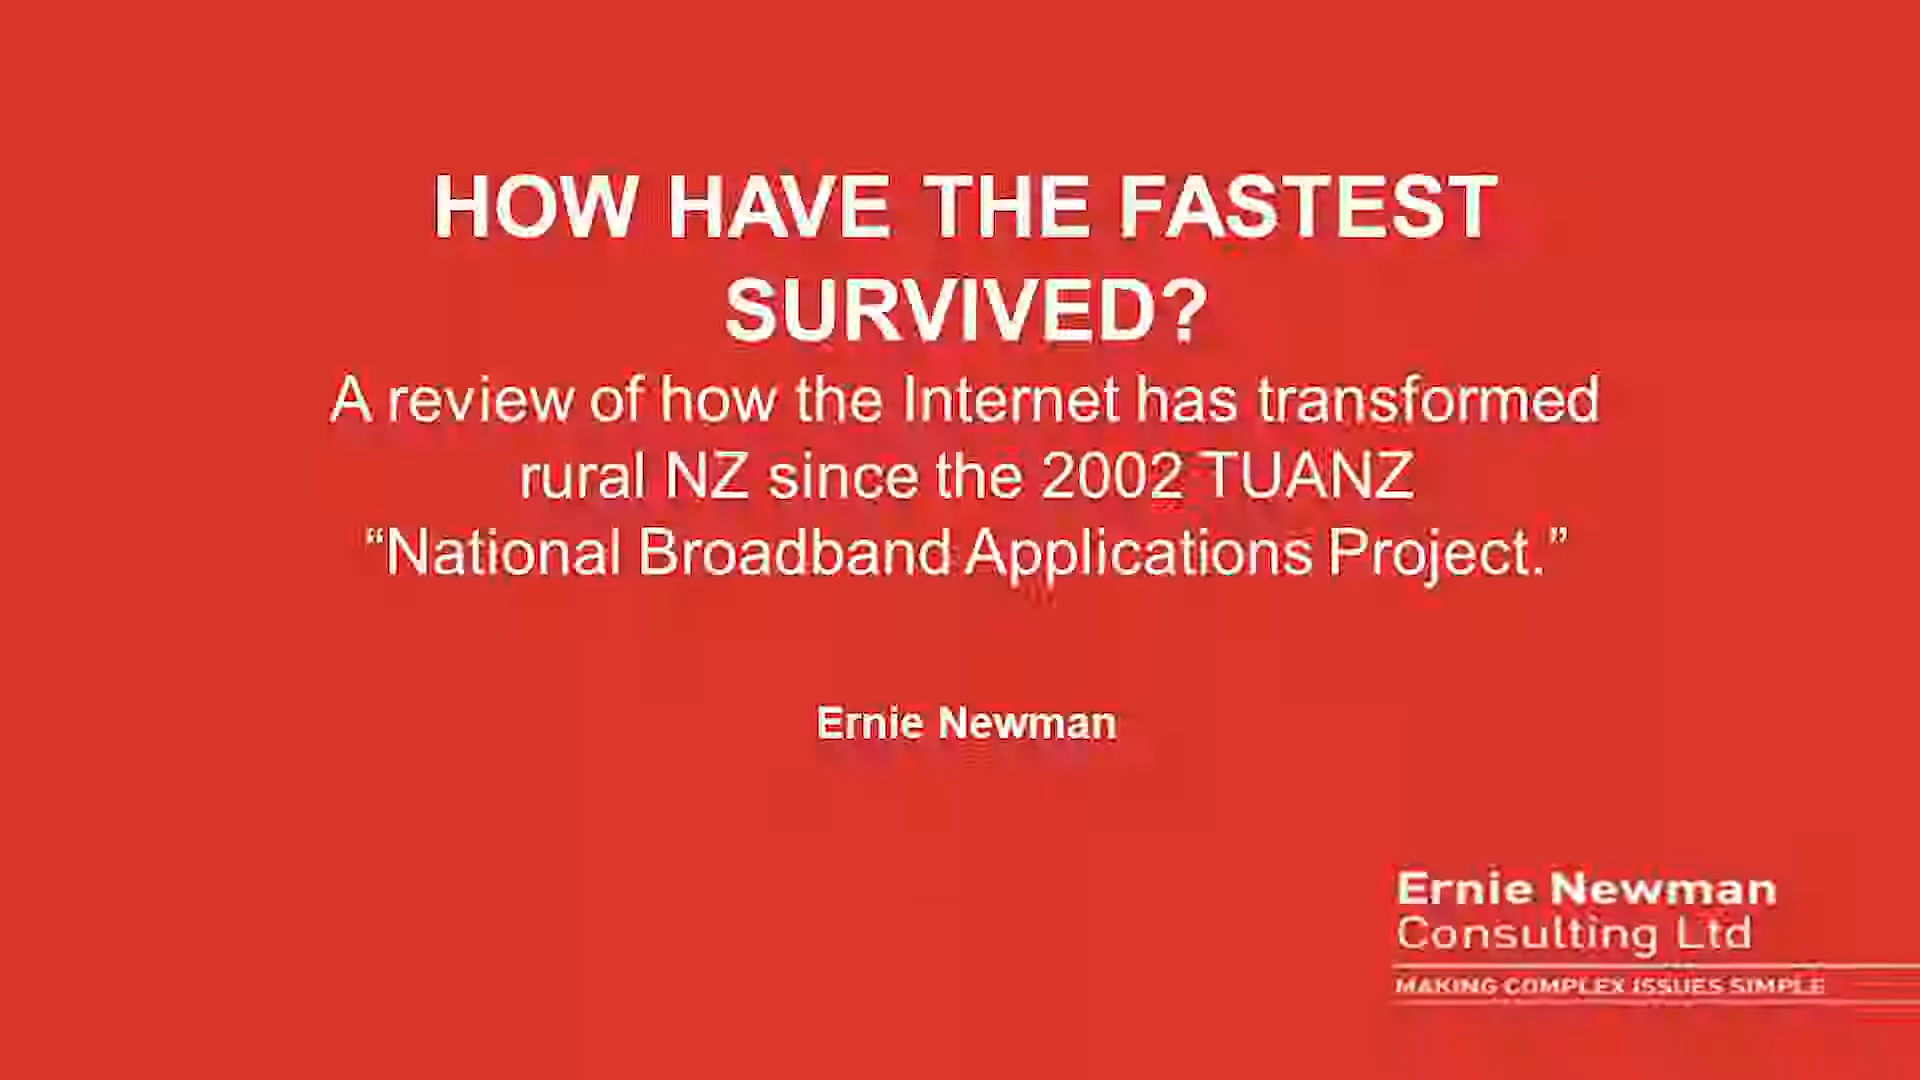 HOW HAVE THE FASTEST
SURVIVED?
A review of how the Internet has transformed
rural NZ since the 2002 TUANZ
“National Broadband Applications Project.”
Ernie Newman
Ernie Newman
Consulting Ltd
MAKING COMPLEX ISSUES SIMPLE